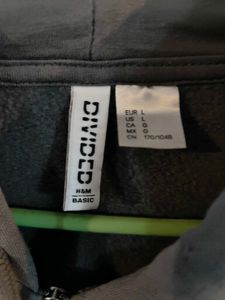 DIVIDED
H&M
BASIC
EUR L
US L
CA G
MX G
CN 170/104B